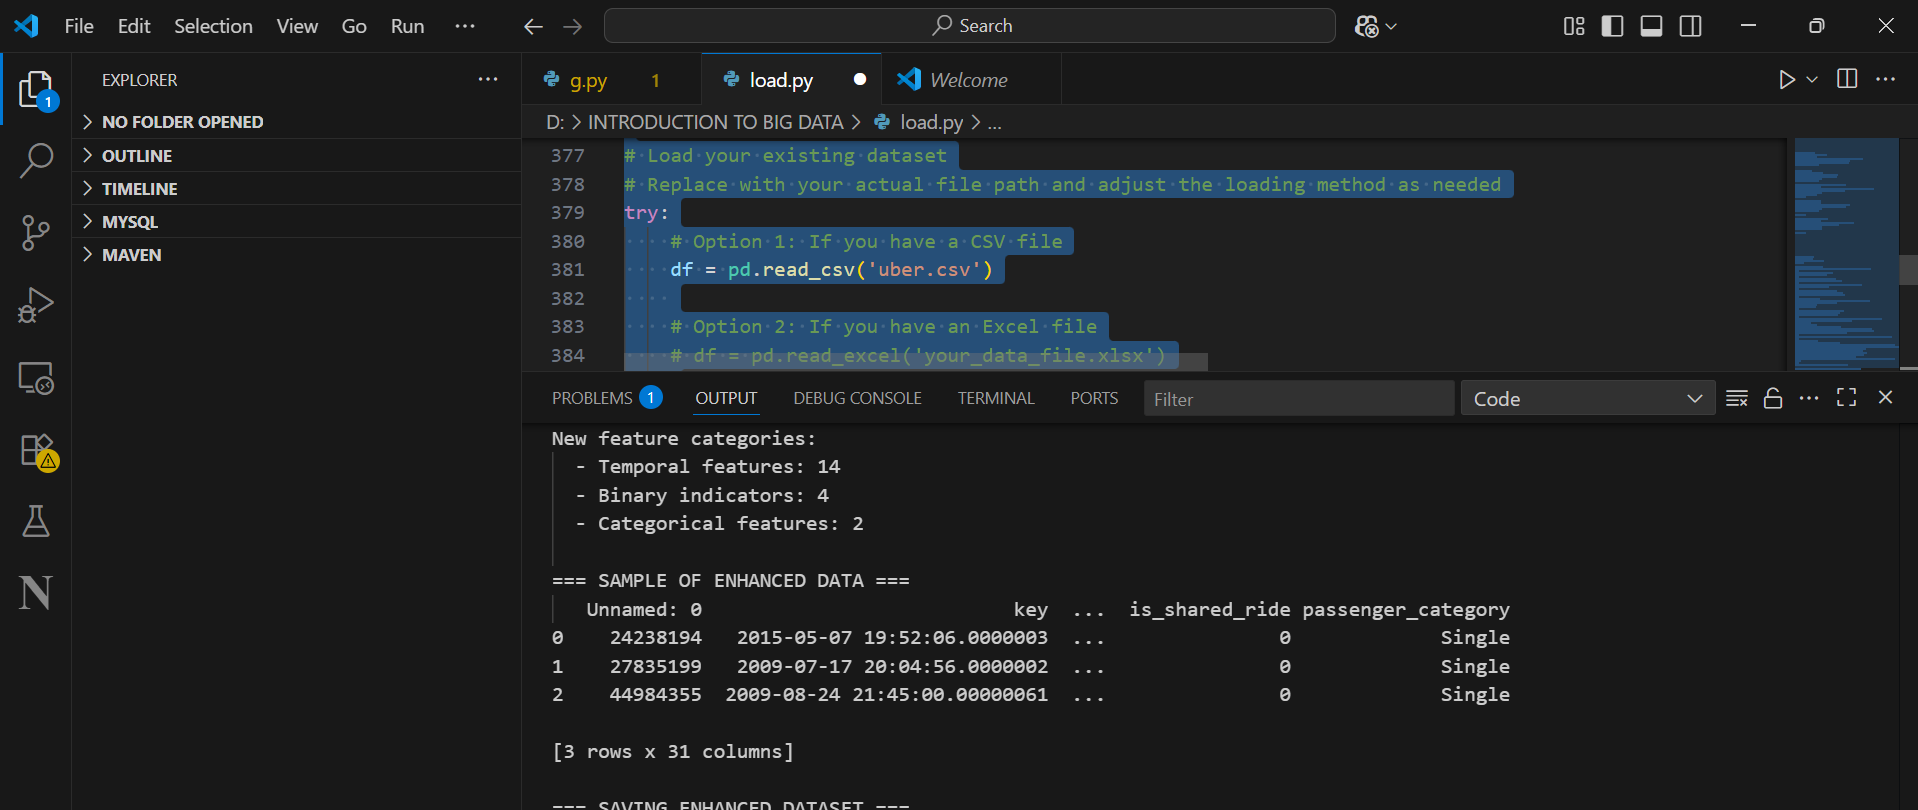 File Edit Selection View Go Run ...
Search
EXPLORER ...
1
NO FOLDER OPENED
OUTLINE
TIMELINE
MYSQL
MAVEN
g.py 1 load.py Welcome
D: > INTRODUCTION TO BIG DATA > load.py > ...
377 # Load your existing dataset
378 # Replace with your actual file path and adjust the loading method as needed
379 try:
380 # Option 1: If you have a CSV file
381 df = pd.read_csv('uber.csv')
382
383 # Option 2: If you have an Excel file
384 # df = pd.read_excel('your_data_file.xlsx')
PROBLEMS 1 OUTPUT DEBUG CONSOLE TERMINAL PORTS Filter Code
New feature categories:
- Temporal features: 14
- Binary indicators: 4
- Categorical features: 2
=== SAMPLE OF ENHANCED DATA ===
Unnamed: 0 key ... is_shared_ride passenger_category
0 24238194 2015-05-07 19:52:06.0000003 ... 0 Single
1 27835199 2009-07-17 20:04:56.0000002 ... 0 Single
2 44984355 2009-08-24 21:45:00.00000061 ... 0 Single
[3 rows x 31 columns]
=== SAVING ENHANCED DATASET ===
N